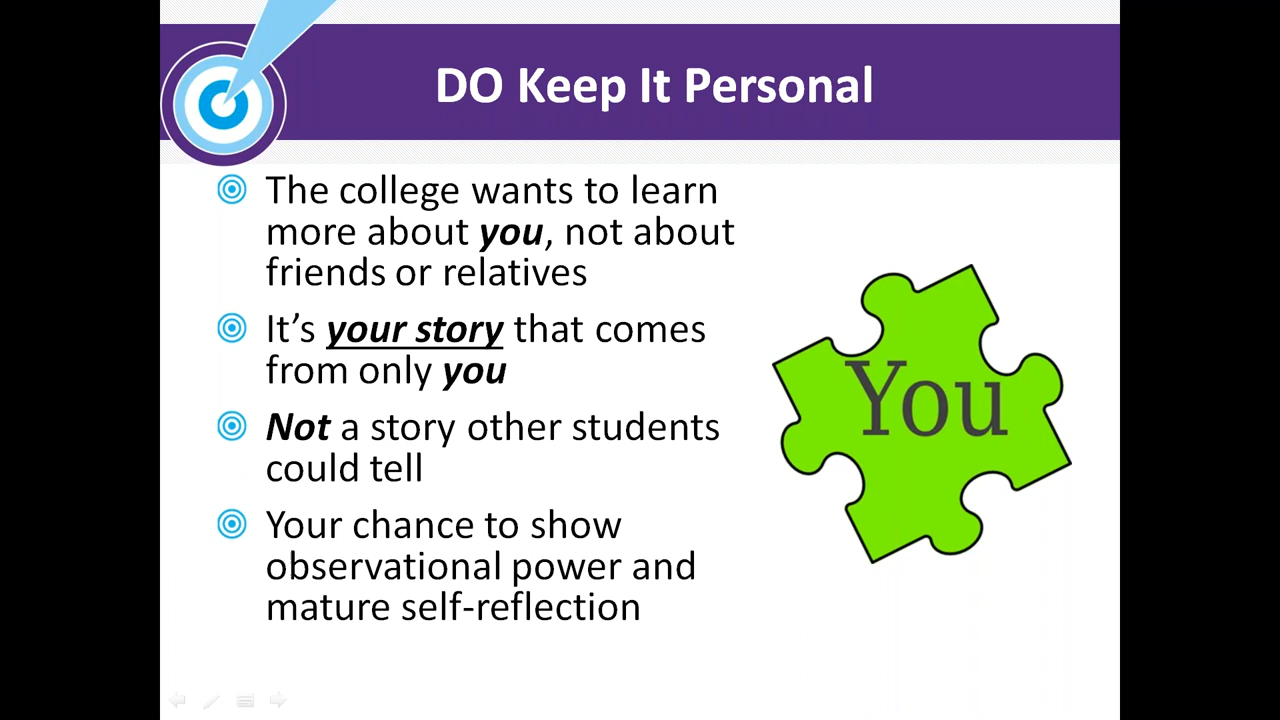 DO Keep It Personal
The college wants to learn
more about you, not about
friends or relatives
It’s your story that comes
from only you
Not a story other students
could tell
Your chance to show
observational power and
mature self-reflection
You